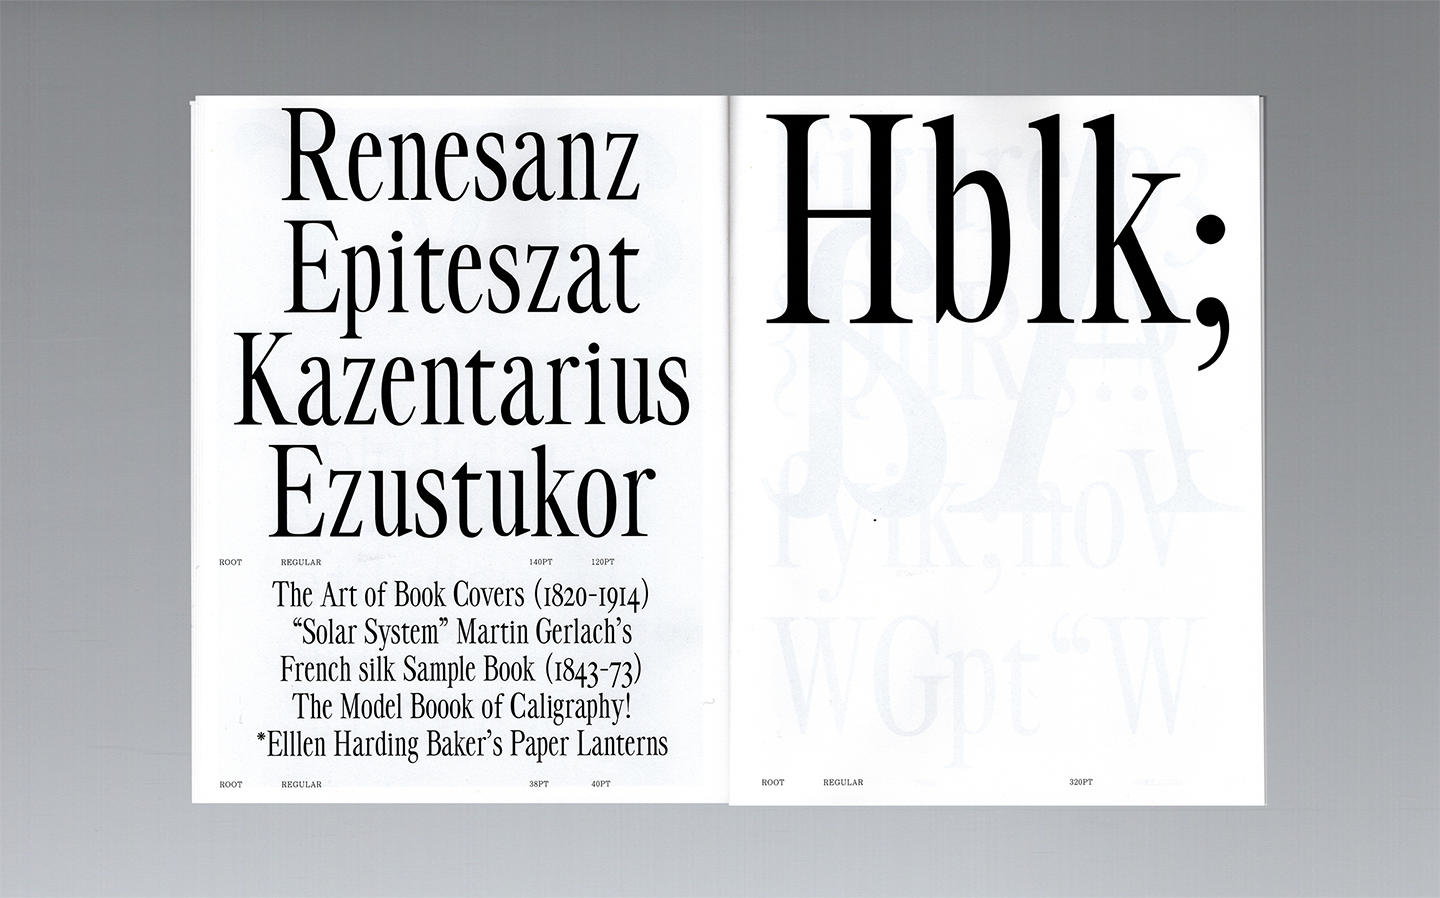 Renesanz
Epiteszat
Kazentarius
Ezustukor
ROOT REGULAR 140PT 120PT
The Art of Book Covers (1820-1914)
“Solar System” Martin Gerlach’s
French silk Sample Book (1843-73)
The Model Boook of Caligraphy!
*Elllen Harding Baker’s Paper Lanterns
ROOT REGULAR 38PT 40PT
Hblk;
ROOT REGULAR 320PT